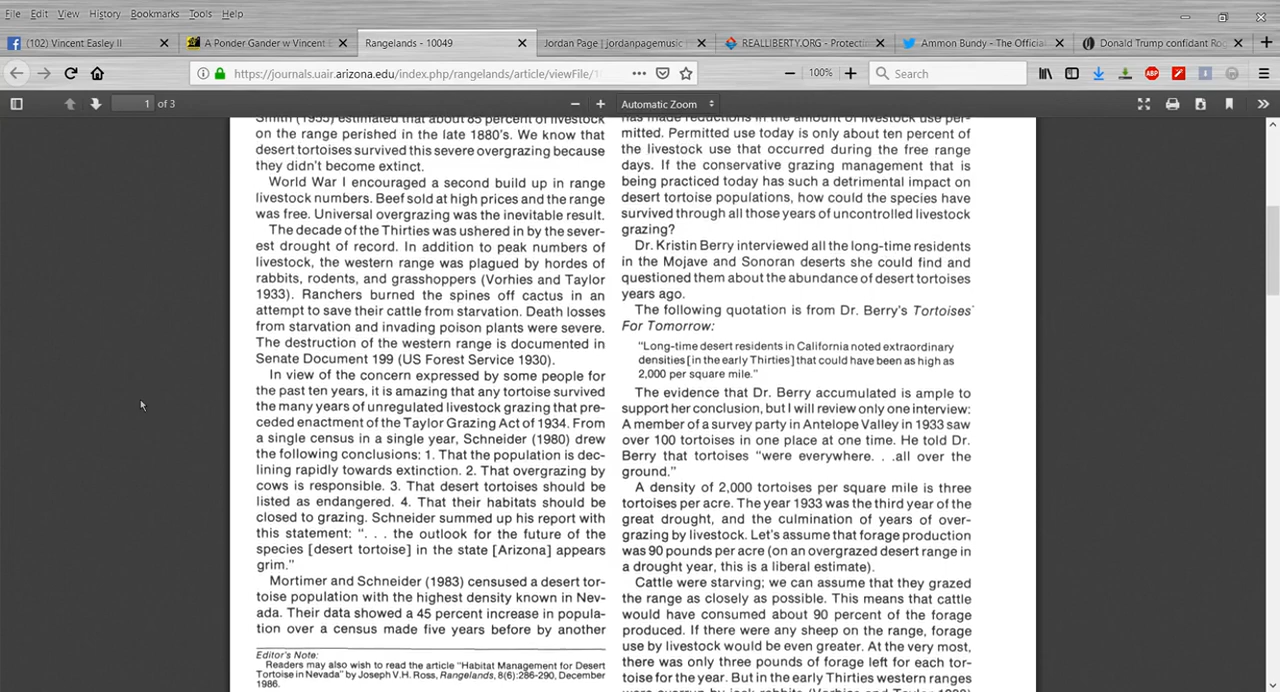 File Edit View History Bookmarks Tools Help
(102) Vincent Easley II
A Ponder Gander w Vincent
Rangelands - 10049
Jordan Page | jordanpagemusic
REALLIBERTY.ORG - Protectin
Ammon Bundy - The Official
Donald Trump confidant Rog
https://journals.uair.arizona.edu/index.php/rangelands/article/viewFile/1
100%
Search
ABP
1 of 3
Automatic Zoom
Smith (1953) estimated that about 85 percent of livestock
on the range perished in the late 1880's. We know that
desert tortoises survived this severe overgrazing because
they didn't become extinct.
World War I encouraged a second build up in range
livestock numbers. Beef sold at high prices and the range
was free. Universal overgrazing was the inevitable result.
The decade of the Thirties was ushered in by the sever-
est drought of record. In addition to peak numbers of
livestock, the western range was plagued by hordes of
rabbits, rodents, and grasshoppers (Vorhies and Taylor
1933). Ranchers burned the spines off cactus in an
attempt to save their cattle from starvation. Death losses
from starvation and invading poison plants were severe.
The destruction of the western range is documented in
Senate Document 199 (US Forest Service 1930).
In view of the concern expressed by some people for
the past ten years, it is amazing that any tortoise survived
the many years of unregulated livestock grazing that pre-
ceded enactment of the Taylor Grazing Act of 1934. From
a single census in a single year, Schneider (1980) drew
the following conclusions: 1. That the population is dec-
lining rapidly towards extinction. 2. That overgrazing by
cows is responsible. 3. That desert tortoises should be
listed as endangered. 4. That their habitats should be
closed to grazing. Schneider summed up his report with
this statement: ". . . the outlook for the future of the
species [desert tortoise] in the state [Arizona] appears
grim."
Mortimer and Schneider (1983) censused a desert tor-
toise population with the highest density known in Nev-
ada. Their data showed a 45 percent increase in popula-
tion over a census made five years before by another
Editor's Note:
Readers may also wish to read the article "Habitat Management for Desert
Tortoise in Nevada" by Joseph V.H. Ross, Rangelands, 8(6):286-290, December
1986.
has made reductions in the amount of livestock use per-
mitted. Permitted use today is only about ten percent of
the livestock use that occurred during the free range
days. If the conservative grazing management that is
being practiced today has such a detrimental impact on
desert tortoise populations, how could the species have
survived through all those years of uncontrolled livestock
grazing?
Dr. Kristin Berry interviewed all the long-time residents
in the Mojave and Sonoran deserts she could find and
questioned them about the abundance of desert tortoises
years ago.
The following quotation is from Dr. Berry's Tortoises
For Tomorrow:
"Long-time desert residents in California noted extraordinary
densities [in the early Thirties] that could have been as high as
2,000 per square mile."
The evidence that Dr. Berry accumulated is ample to
support her conclusion, but I will review only one interview:
A member of a survey party in Antelope Valley in 1933 saw
over 100 tortoises in one place at one time. He told Dr.
Berry that tortoises "were everywhere. . .all over the
ground."
A density of 2,000 tortoises per square mile is three
tortoises per acre. The year 1933 was the third year of the
great drought, and the culmination of years of over-
grazing by livestock. Let's assume that forage production
was 90 pounds per acre (on an overgrazed desert range in
a drought year, this is a liberal estimate).
Cattle were starving; we can assume that they grazed
the range as closely as possible. This means that cattle
would have consumed about 90 percent of the forage
produced. If there were any sheep on the range, forage
use by livestock would be even greater. At the very most,
there was only three pounds of forage left for each tor-
toise for the year. But in the early Thirties western ranges